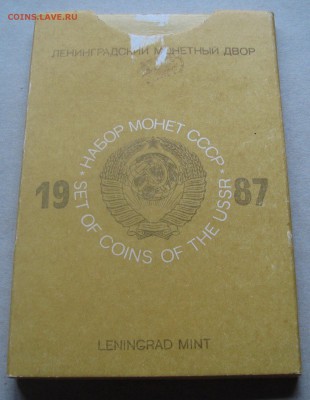 COINS.LAVE.RU
ЛЕНИНГРАДСКИЙ МОНЕТНЫЙ ДВОР
• НАБОР МОНЕТ СССР •
19 87
SET OF COINS OF THE USSR
LENINGRAD MINT